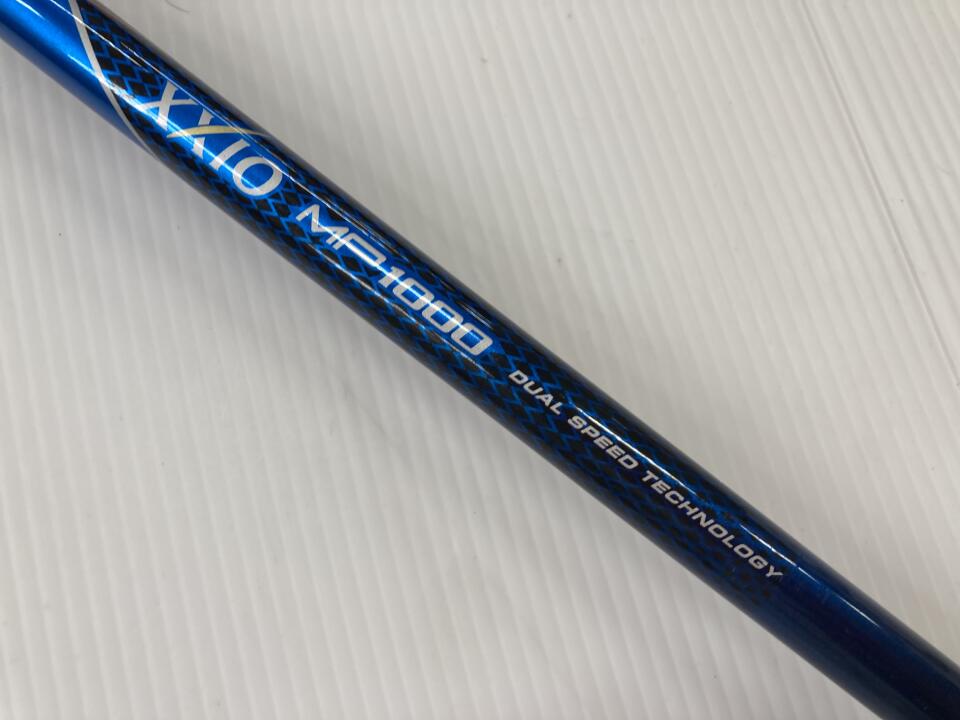 XXIO
MP1000
DUAL SPEED TECHNOLOGY